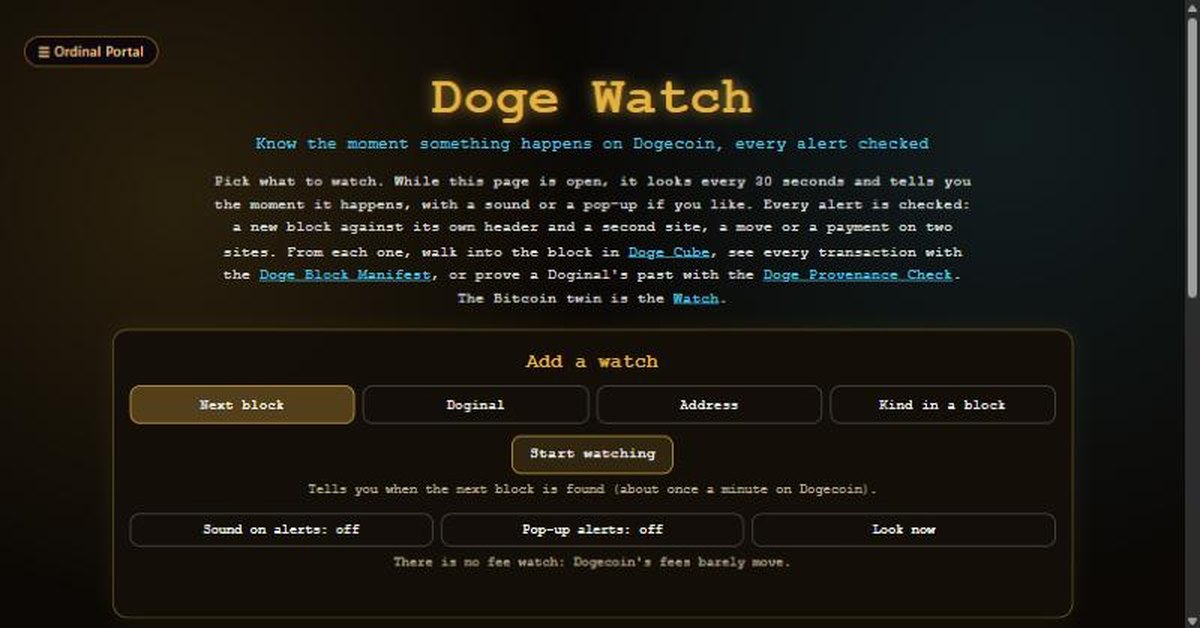 ☰ Ordinal Portal
Doge Watch
Know the moment something happens on Dogecoin, every alert checked
Pick what to watch. While this page is open, it looks every 30 seconds and tells you
the moment it happens, with a sound or a pop-up if you like. Every alert is checked:
a new block against its own header and a second site, a move or a payment on two
sites. From each one, walk into the block in Doge Cube, see every transaction with
the Doge Block Manifest, or prove a Doginal's past with the Doge Provenance Check.
The Bitcoin twin is the Watch.
Add a watch
Next block Doginal Address Kind in a block
Start watching
Tells you when the next block is found (about once a minute on Dogecoin).
Sound on alerts: off Pop-up alerts: off Look now
There is no fee watch: Dogecoin's fees barely move.